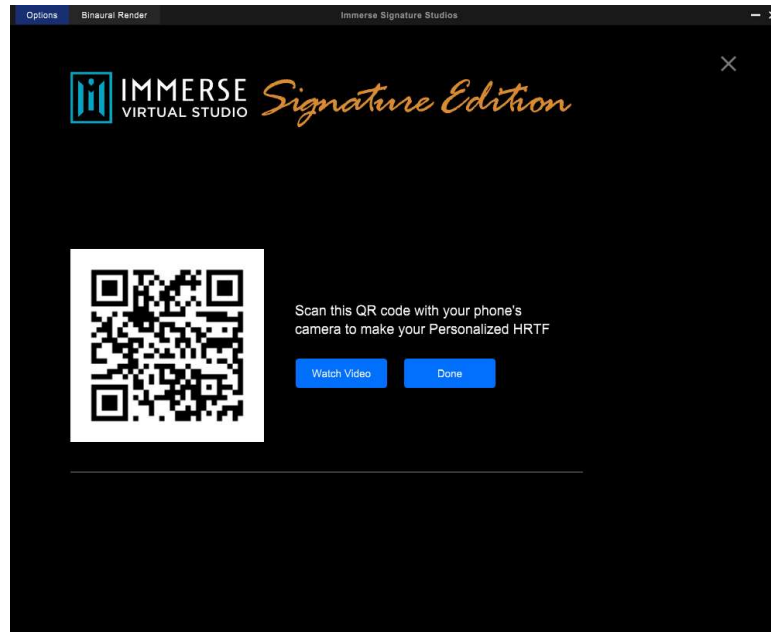 Options Binaural Render Immerse Signature Studios
IMMERSE
VIRTUAL STUDIO
Signature Edition
Scan this QR code with your phone's
camera to make your Personalized HRTF
Watch Video Done